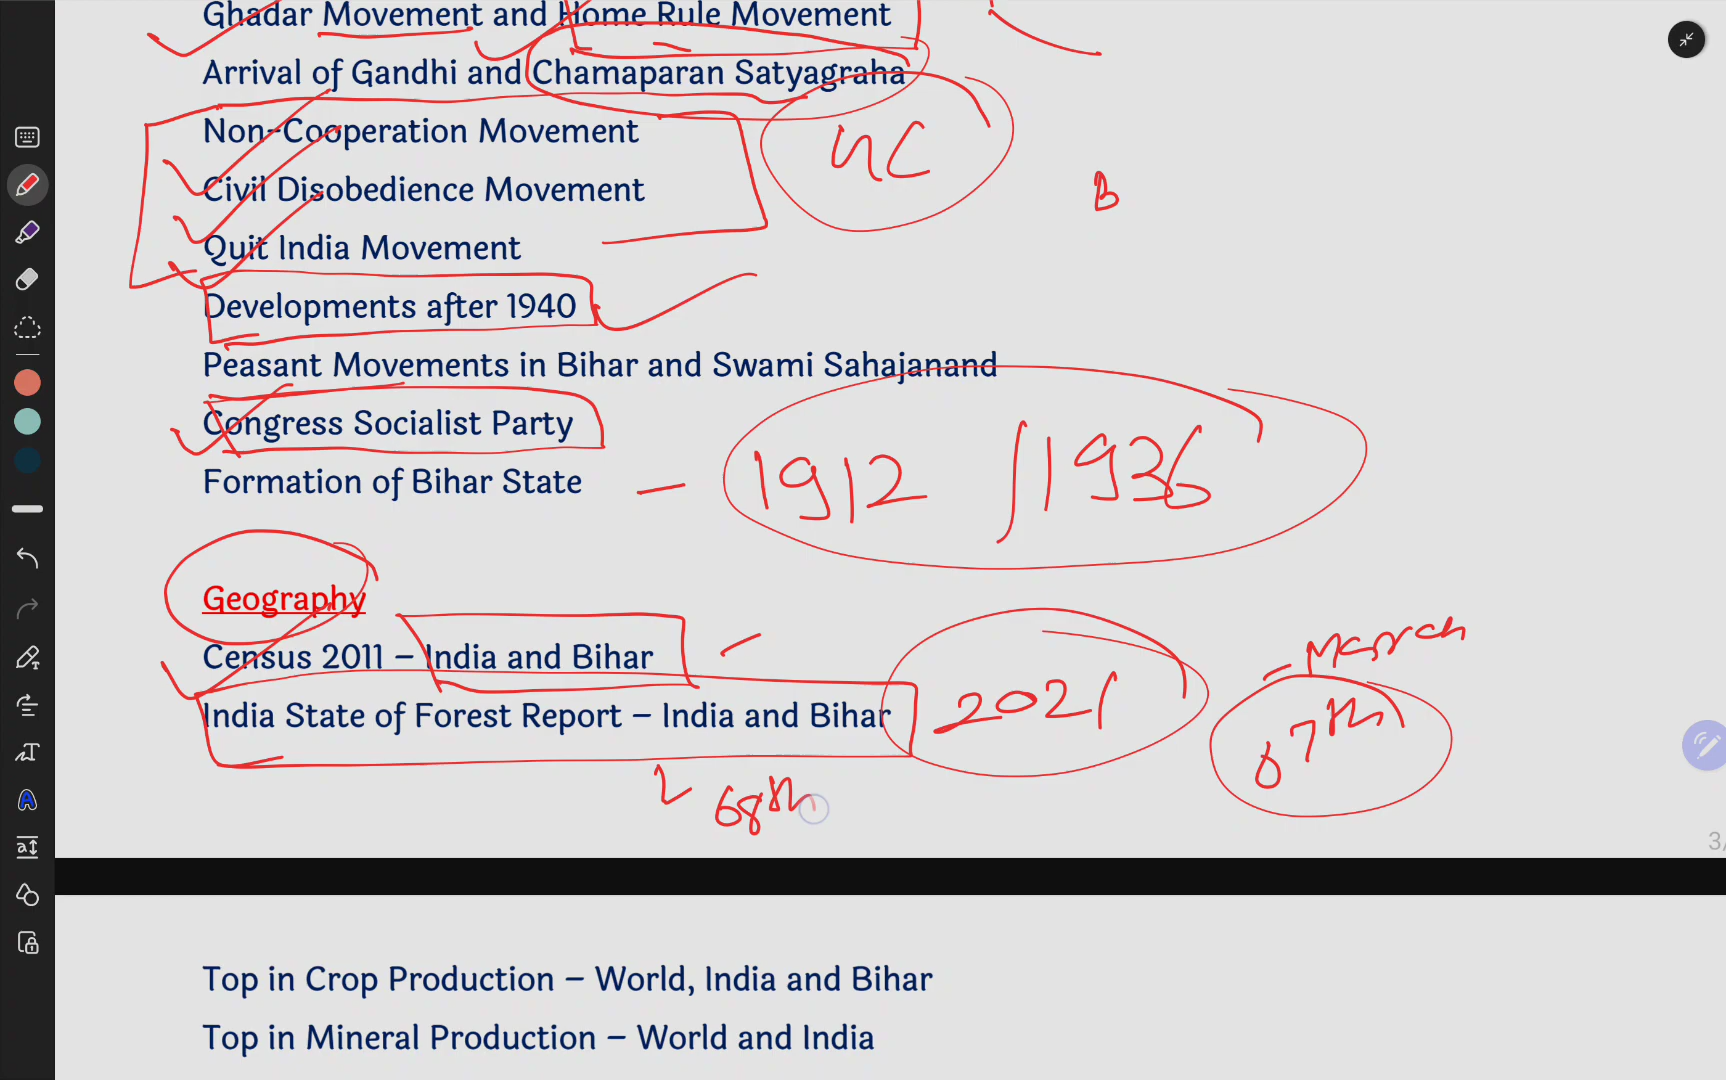 Ghadar Movement and Home Rule Movement
Arrival of Gandhi and Chamaparan Satyagraha
Non-Cooperation Movement
UC
Civil Disobedience Movement
B
Quit India Movement
Developments after 1940
Peasant Movements in Bihar and Swami Sahajanand
Congress Socialist Party
Formation of Bihar State - 1912 / 1936
Geography
Census 2011 – India and Bihar
March
India State of Forest Report – India and Bihar 2021
67th
68th
3/
Top in Crop Production – World, India and Bihar
Top in Mineral Production – World and India